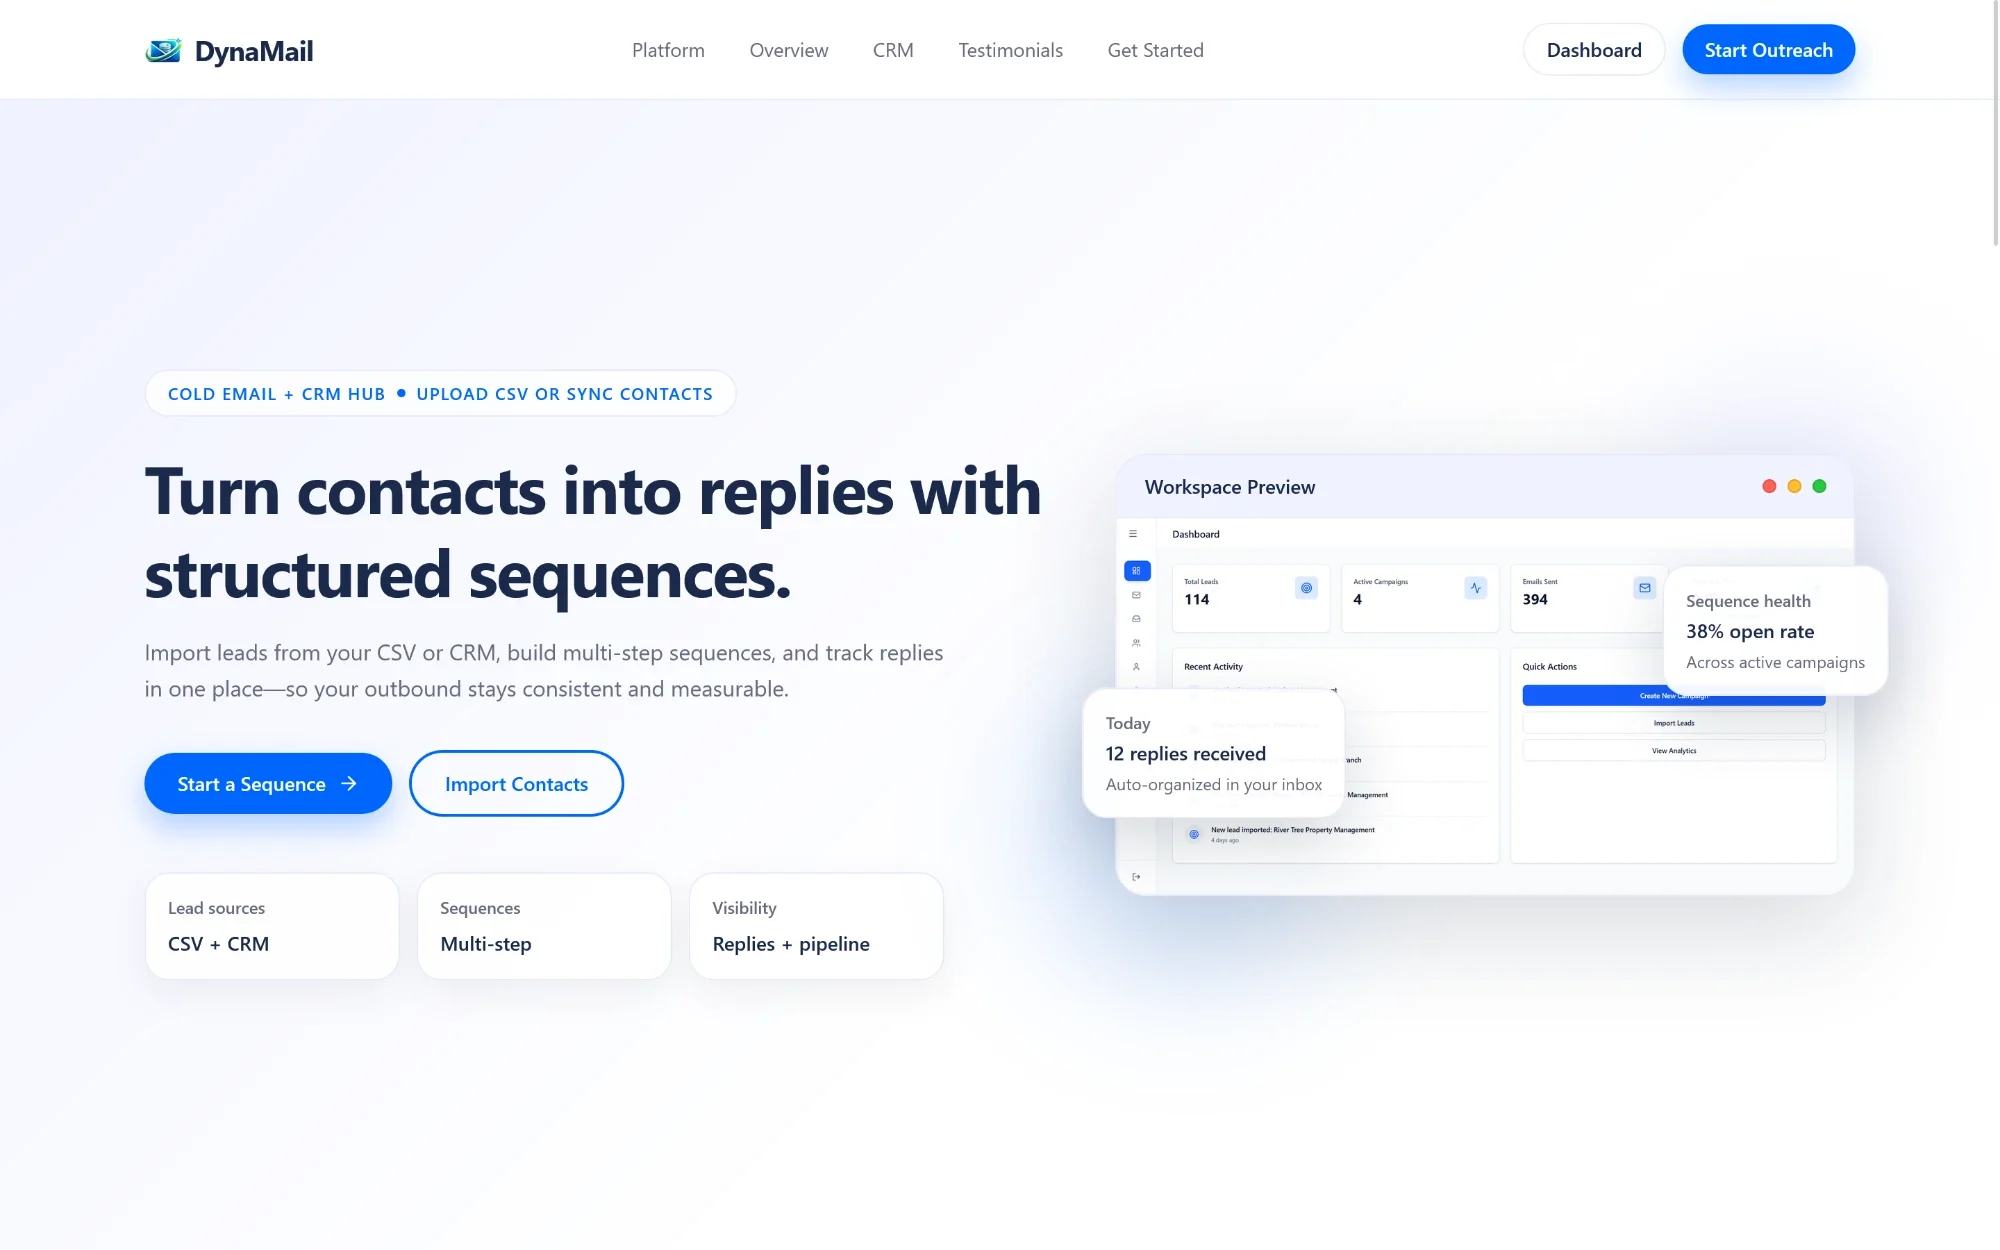 DynaMail
Platform
Overview
CRM
Testimonials
Get Started
Dashboard
Start Outreach
COLD EMAIL + CRM HUB • UPLOAD CSV OR SYNC CONTACTS
Turn contacts into replies with
structured sequences.
Import leads from your CSV or CRM, build multi-step sequences, and track replies
in one place—so your outbound stays consistent and measurable.
Start a Sequence →
Import Contacts
Lead sources
CSV + CRM
Sequences
Multi-step
Visibility
Replies + pipeline
Workspace Preview
Dashboard
Total Leads
114
Active Campaigns
4
Emails Sent
394
Sequence health
38% open rate
Across active campaigns
Recent Activity
Today
12 replies received
Auto-organized in your inbox
Management
New lead imported: River Tree Property Management
4 days ago
Quick Actions
Create New Campaign
Import Leads
View Analytics